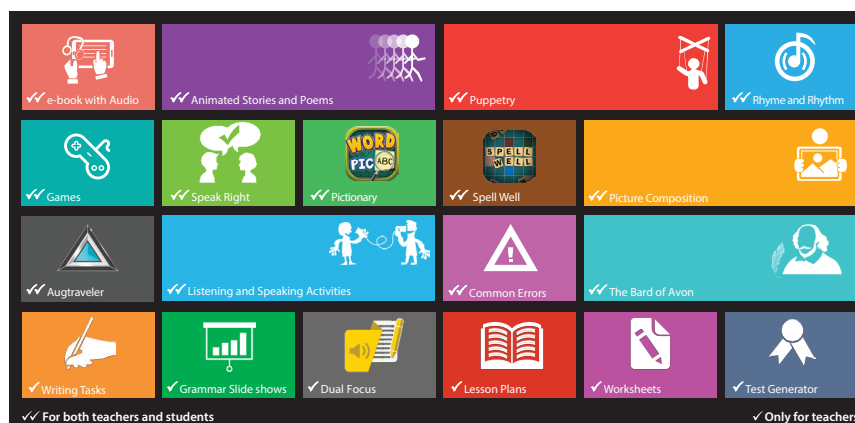 ✓✓ e-book with Audio
✓✓ Animated Stories and Poems
✓✓ Puppetry
✓✓ Rhyme and Rhythm
✓✓ Games
✓✓ Speak Right
WORD
PIC ABC
✓✓ Pictionary
SPELL
WELL
✓✓ Spell Well
✓✓ Picture Composition
✓✓ Augtraveler
✓✓ Listening and Speaking Activities
!
✓✓ Common Errors
✓✓ The Bard of Avon
✓ Writing Tasks
✓ Grammar Slide shows
✓ Dual Focus
✓ Lesson Plans
✓ Worksheets
✓ Test Generator
✓✓ For both teachers and students
✓ Only for teachers